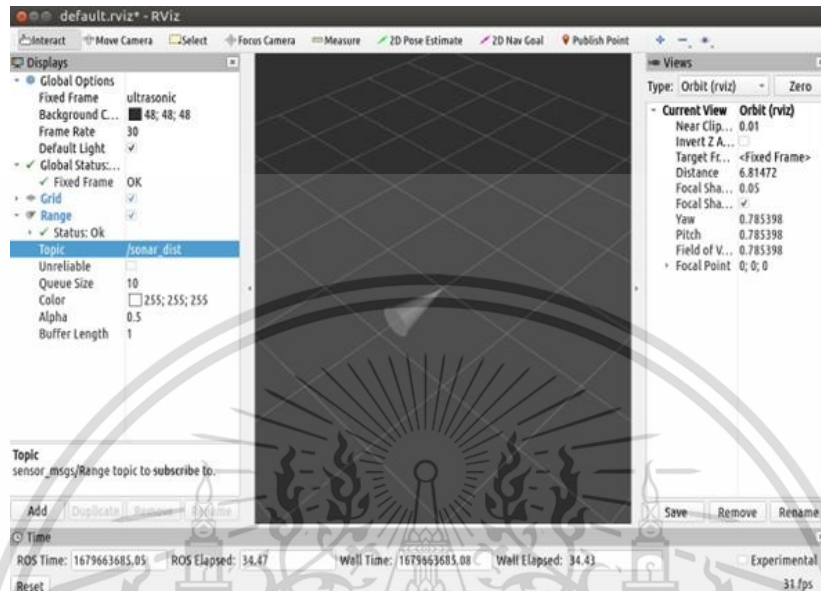 default.rviz* - RViz
Interact Move Camera Select Focus Camera Measure 2D Pose Estimate 2D Nav Goal Publish Point
Displays
Global Options
Fixed Frame ultrasonic
Background C... 48; 48; 48
Frame Rate 30
Default Light
Global Status:...
Fixed Frame OK
Grid
Range
Status: Ok
Topic /sonar_dist
Unreliable
Queue Size 10
Color 255; 255; 255
Alpha 0.5
Buffer Length 1
Topic
sensor_msgs/Range topic to subscribe to.
Add Duplicate Remove Rename
Views
Type: Orbit (rviz) Zero
Current View Orbit (rviz)
Near Clip... 0.01
Invert Z A...
Target Fr... <Fixed Frame>
Distance 6.81472
Focal Sha... 0.05
Focal Sha...
Yaw 0.785398
Pitch 0.785398
Field of V... 0.785398
Focal Point 0; 0; 0
Save Remove Rename
Time
ROS Time: 1679663685.05 ROS Elapsed: 34.47 Wall Time: 1679663685.08 Wall Elapsed: 34.43 Experimental
Reset 31 fps